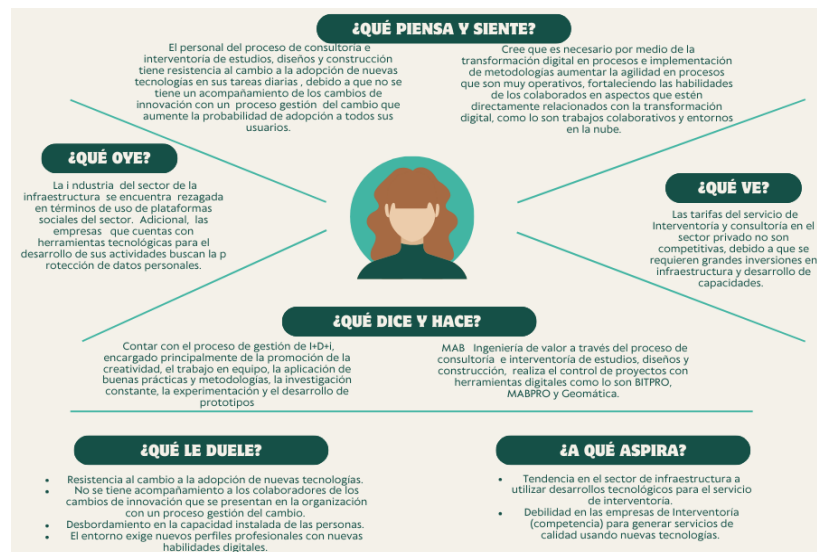 ¿QUÉ PIENSA Y SIENTE?
El personal del proceso de consultoría e
interventoría de estudios, diseños y construcción
tiene resistencia al cambio a la adopción de nuevas
tecnologías en sus tareas diarias , debido a que no se
tiene un acompañamiento de los cambios de
innovación con un proceso gestión del cambio que
aumente la probabilidad de adopción a todos sus
usuarios.
Cree que es necesario por medio de la
transformación digital en procesos e implementación
de metodologías aumentar la agilidad en procesos
que son muy operativos, fortaleciendo las habilidades
de los colaborados en aspectos que estén
directamente relacionados con la transformación
digital, como lo son trabajos colaborativos y entornos
en la nube.
¿QUÉ OYE?
La i ndustria del sector de la
infraestructura se encuentra rezagada
en términos de uso de plataformas
sociales del sector. Adicional, las
empresas que cuentas con
herramientas tecnológicas para el
desarrollo de sus actividades buscan la p
rotección de datos personales.
¿QUÉ VE?
Las tarifas del servicio de
Interventoría y consultoría en el
sector privado no son
competitivas, debido a que se
requieren grandes inversiones en
infraestructura y desarrollo de
capacidades.
¿QUÉ DICE Y HACE?
Contar con el proceso de gestión de I+D+i,
encargado principalmente de la promoción de la
creatividad, el trabajo en equipo, la aplicación de
buenas prácticas y metodologías, la investigación
constante, la experimentación y el desarrollo de
prototipos
MAB Ingeniería de valor a través del proceso de
consultoría e interventoría de estudios, diseños y
construcción, realiza el control de proyectos con
herramientas digitales como lo son BITPRO,
MABPRO y Geomática.
¿QUÉ LE DUELE?
• Resistencia al cambio a la adopción de nuevas tecnologías.
• No se tiene acompañamiento a los colaboradores de los
cambios de innovación que se presentan en la organización
con un proceso gestión del cambio.
• Desbordamiento en la capacidad instalada de las personas.
• El entorno exige nuevos perfiles profesionales con nuevas
habilidades digitales.
¿A QUÉ ASPIRA?
• Tendencia en el sector de infraestructura a
utilizar desarrollos tecnológicos para el servicio
de interventoría.
• Debilidad en las empresas de Interventoría
(competencia) para generar servicios de
calidad usando nuevas tecnologías.